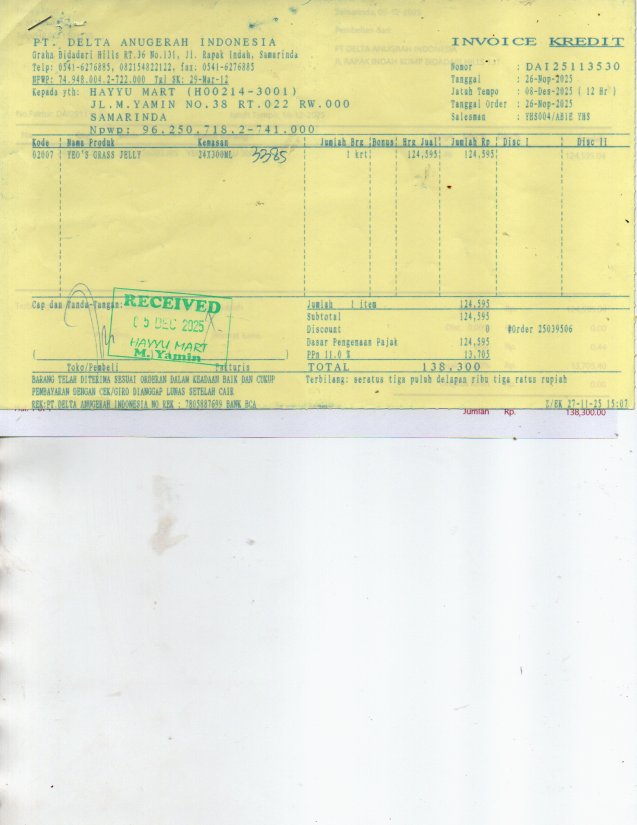 PT. DELTA ANUGERAH INDONESIA
Graha Bidadari Hills RT.36 No.131, Jl. Rapak Indah, Samarinda
Telp: 0541-6276885, 082154822122, fax: 0541-6276885
NPWP: 74.948.004.2-722.000 Tgl SK: 29-Mar-12
INVOICE KREDIT
Nomor : DAI25113530
Tanggal : 26-Nop-2025
Jatuh Tempo : 08-Des-2025 ( 12 Hr )
Tanggal Order : 26-Nop-2025
Salesman : YHS004/ABIE YHS
Kepada yth: HAYYU MART (H00214-3001)
JL.M.YAMIN NO.38 RT.022 RW.000
SAMARINDA
Npwp: 96.250.718.2-741.000
Kode Nama Produk Kemasan Jumlah Brg Bonus Hrg Jual Jumlah Rp Disc I Disc II
62007 YEO'S GRASS JELLY 24X300ML 3385 1 krt 124,595 124,595
Cap dan Tanda-Tangan:
RECEIVED
05 DEC 2025
HAYYU MART
M. Yamin
( )
Toko/Pembeli
Jumlah 1 item 124,595
Subtotal 124,595
Discount 0 #Order 25039506
Dasar Pengenaan Pajak 124,595
PPn 11.0 % 13,705
TOTAL 138.300
Terbilang: seratus tiga puluh delapan ribu tiga ratus rupiah
BARANG TELAH DITERIMA SESUAI ORDERAN DALAM KEADAAN BAIK DAN CUKUP
PEMBAYARAN DENGAN CEK/GIRO DIANGGAP LUNAS SETELAH CAIR
REK:PT.DELTA ANUGERAH INDONESIA NO REK : 7805887699 BANK BCA
Z/EK 27-11-25 15:07
Jumlah Rp. 138,300.00